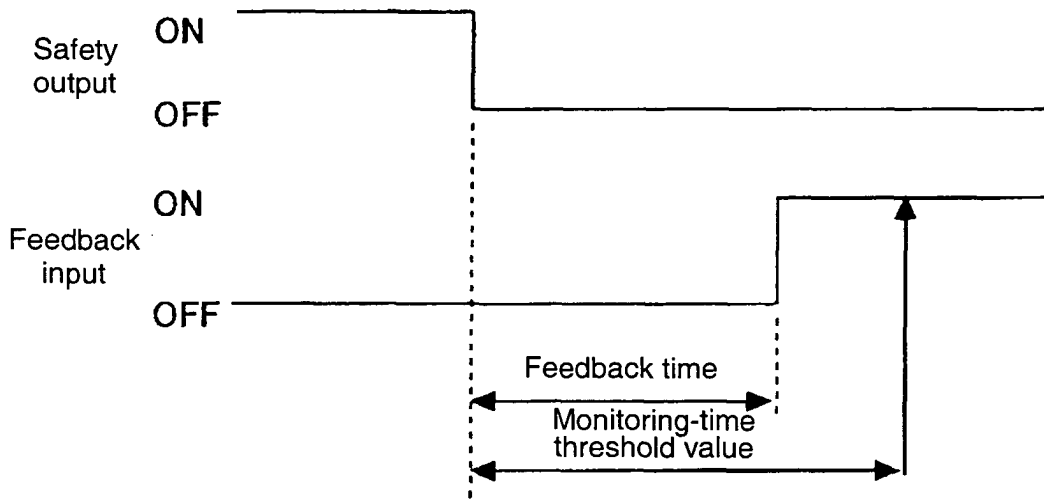 Safety
output
ON
OFF
Feedback
input
ON
OFF
Feedback time
Monitoring-time
threshold value